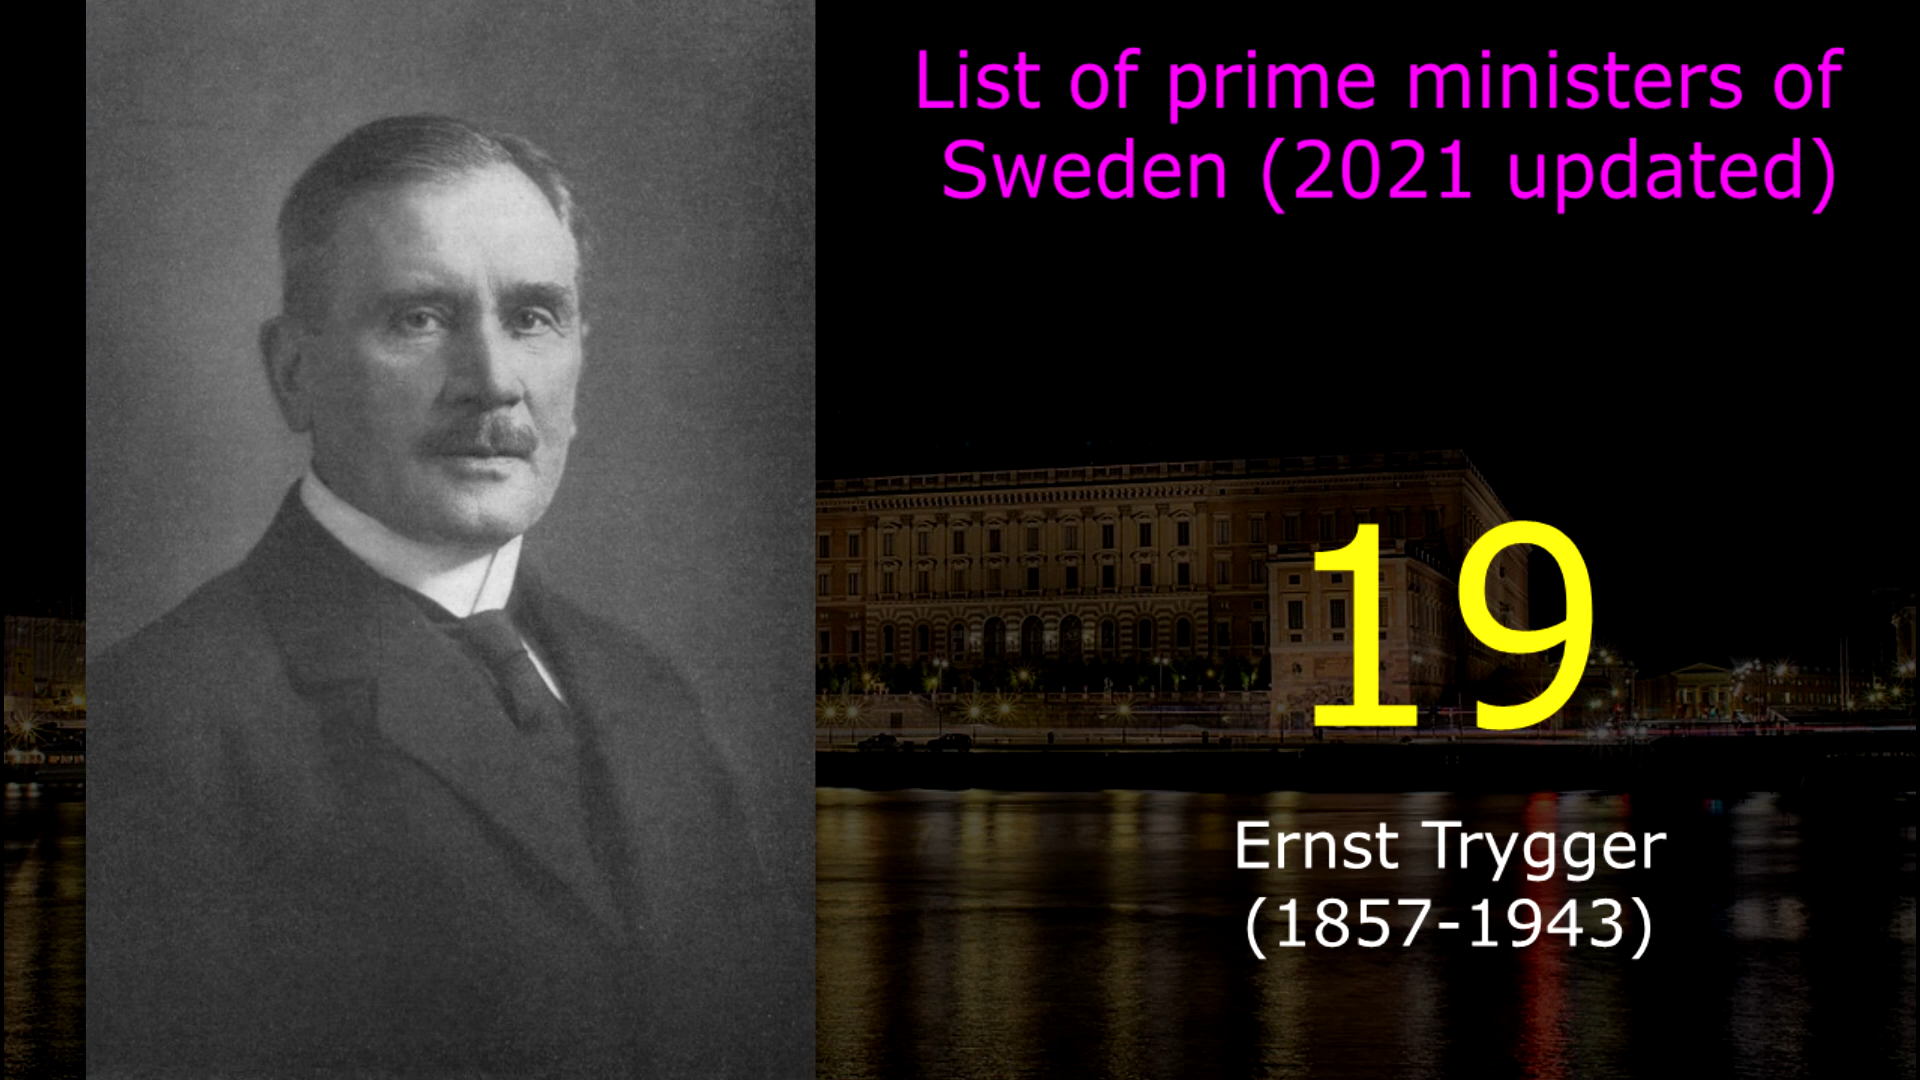 List of prime ministers of
Sweden (2021 updated)
19
Ernst Trygger
(1857-1943)